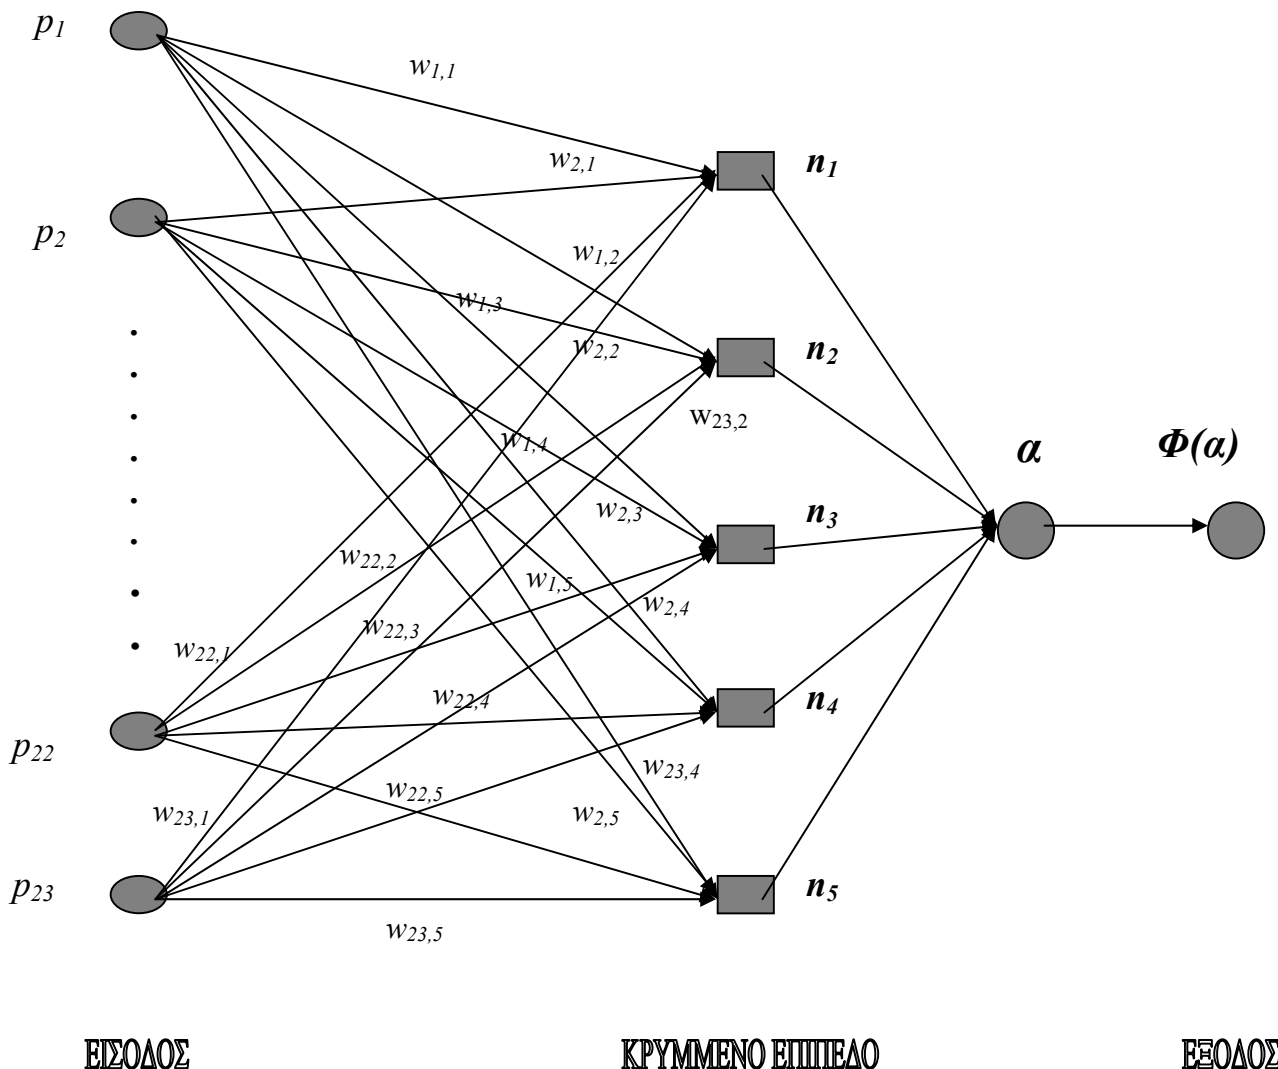 p1
w1,1
w2,1
n1
p2
w1,2
w1,3
w2,2
n2
w23,2
w1,4
α
Φ(α)
w2,3
n3
w22,2
w1,5
w2,4
w22,3
w22,1
w22,4
n4
p22
w23,4
w22,5
w23,1
w2,5
p23
n5
w23,5
ΕΙΣΟΔΟΣ ΚΡΥΜΜΕΝΟ ΕΠΙΠΕΔΟ ΕΞΟΔΟΣ